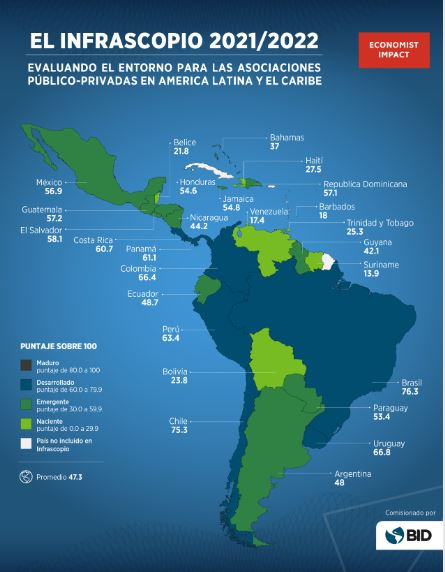 EL INFRASCOPIO 2021/2022
ECONOMIST
IMPACT
EVALUANDO EL ENTORNO PARA LAS ASOCIACIONES
PÚBLICO-PRIVADAS EN AMERICA LATINA Y EL CARIBE
Belice
21.8
Bahamas
37
Haití
27.5
México
56.9
Honduras
54.6
Jamaica
54.8
Republica Dominicana
57.1
Guatemala
57.2
Nicaragua
44.2
Venezuela
17.4
Barbados
18
El Salvador
58.1
Trinidad y Tobago
25.3
Costa Rica
60.7
Guyana
42.1
Panamá
61.1
Suriname
13.9
Colombia
66.4
Ecuador
48.7
Perú
63.4
PUNTAJE SOBRE 100
Maduro
puntaje de 80.0 a 100
Desarrollado
puntaje de 60.0 a 79.9
Emergente
puntaje de 30.0 a 59.9
Naciente
puntaje de 0.0 a 29.9
País no incluido en
Infrascopio
Promedio 47.3
Bolivia
23.8
Brasil
76.3
Chile
75.3
Paraguay
53.4
Uruguay
66.8
Argentina
48
Comisionado por
BID